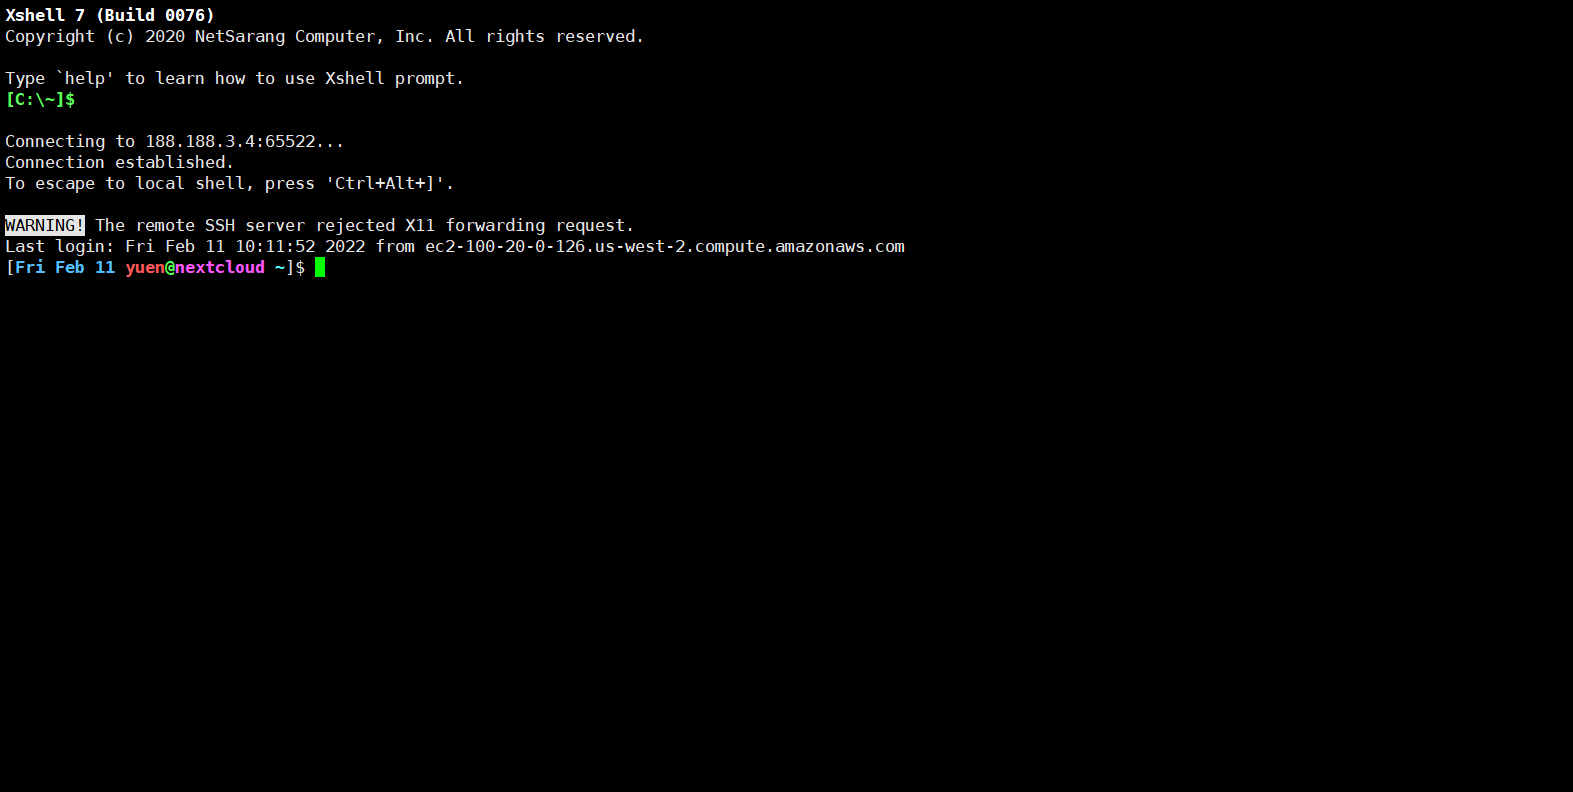 Xshell 7 (Build 0076)
Copyright (c) 2020 NetSarang Computer, Inc. All rights reserved.
Type `help' to learn how to use Xshell prompt.
[C:\~]$
Connecting to 188.188.3.4:65522...
Connection established.
To escape to local shell, press 'Ctrl+Alt+]'.
WARNING! The remote SSH server rejected X11 forwarding request.
Last login: Fri Feb 11 10:11:52 2022 from ec2-100-20-0-126.us-west-2.compute.amazonaws.com
[Fri Feb 11 yuen@nextcloud ~]$